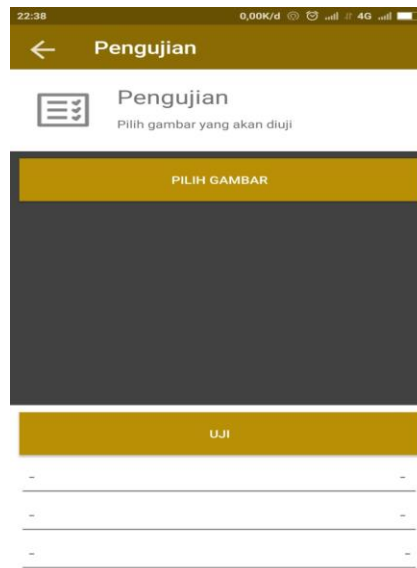 22:38 0,00K/d 4G
Pengujian
Pengujian
Pilih gambar yang akan diuji
PILIH GAMBAR
UJI
- -
- -
- -